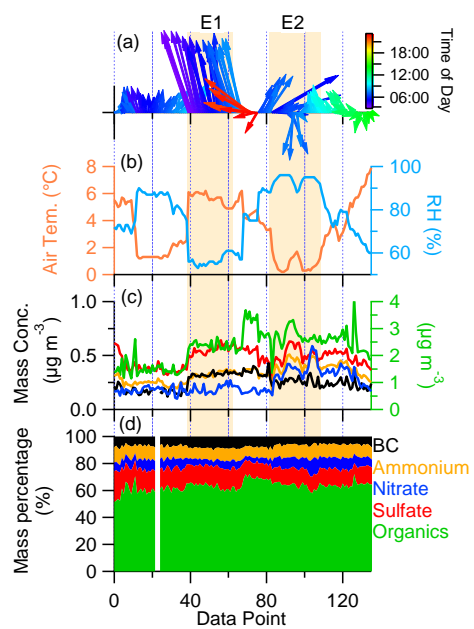 E1 E2
(a)
18:00
12:00
06:00
Time of Day
(b)
8
6
4
2
0
Air Tem. (°C)
100
80
60
RH (%)
(c)
1.0
0.5
0.0
Mass Conc. (µg m-3)
4
3
2
1
0
(µg m-3)
(d)
100
80
60
40
20
0
Mass percentage (%)
BC
Ammonium
Nitrate
Sulfate
Organics
0 40 80 120
Data Point